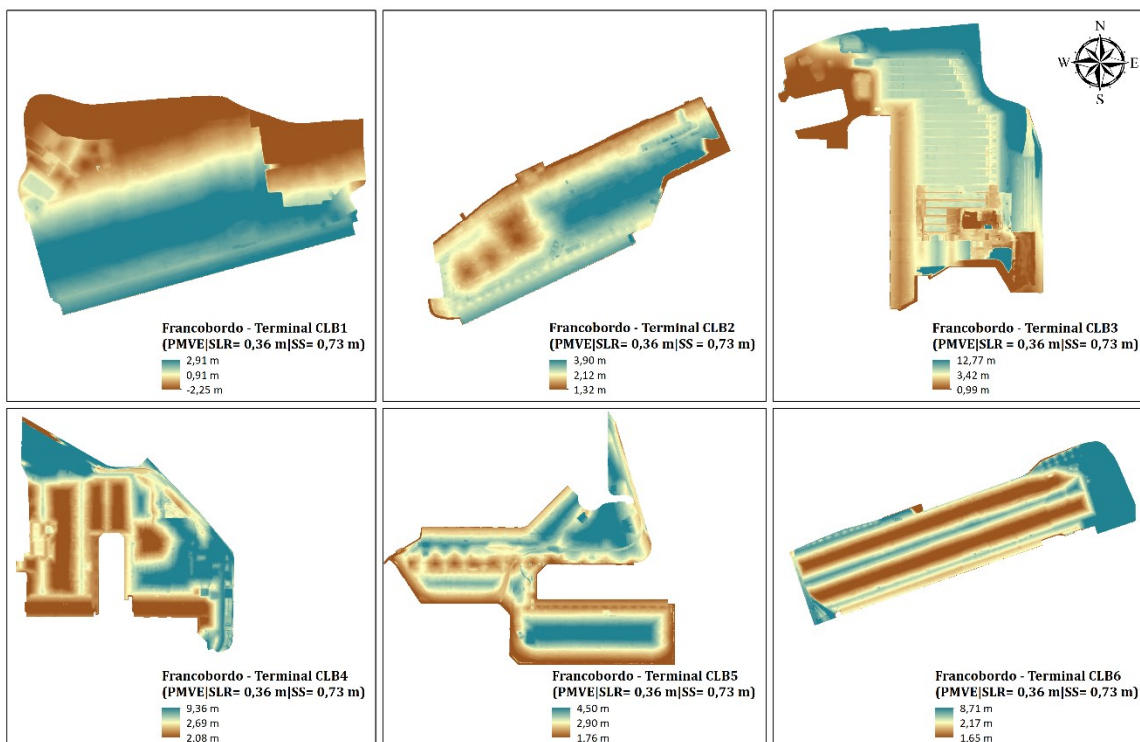 N
W E
S
Francobordo - Terminal CLB1
(PMVE|SLR= 0,36 m|SS= 0,73 m)
2,91 m
0,91 m
-2,25 m
Francobordo - Terminal CLB2
(PMVE|SLR= 0,36 m|SS = 0,73 m)
3,90 m
2,12 m
1,32 m
Francobordo - Terminal CLB3
(PMVE|SLR = 0,36 m|SS= 0,73 m)
12,77 m
3,42 m
0,99 m
Francobordo - Terminal CLB4
(PMVE|SLR= 0,36 m|SS= 0,73 m)
9,36 m
2,69 m
2,08 m
Francobordo - Terminal CLB5
(PMVE|SLR= 0,36 m|SS= 0,73 m)
4,50 m
2,90 m
1,76 m
Francobordo - Terminal CLB6
(PMVE|SLR= 0,36 m|SS= 0,73 m)
8,71 m
2,17 m
1,65 m